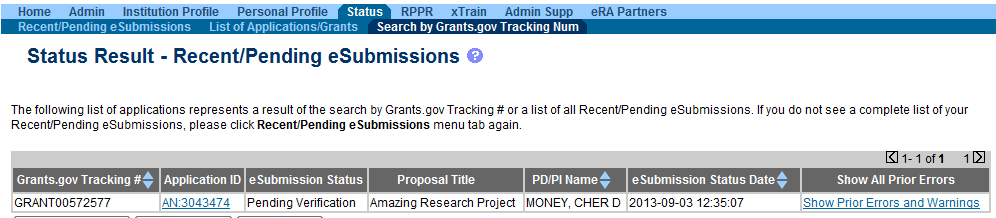 Home Admin Institution Profile Personal Profile Status RPPR xTrain Admin Supp eRA Partners
Recent/Pending eSubmissions List of Applications/Grants Search by Grants.gov Tracking Num
Status Result - Recent/Pending eSubmissions ?
The following list of applications represents a result of the search by Grants.gov Tracking # or a list of all Recent/Pending eSubmissions. If you do not see a complete list of your
Recent/Pending eSubmissions, please click Recent/Pending eSubmissions menu tab again.
1- 1 of 1 1
Grants.gov Tracking # Application ID eSubmission Status Proposal Title PD/PI Name eSubmission Status Date Show All Prior Errors
GRANT00572577 AN:3043474 Pending Verification Amazing Research Project MONEY, CHER D 2013-09-03 12:35:07 Show Prior Errors and Warnings